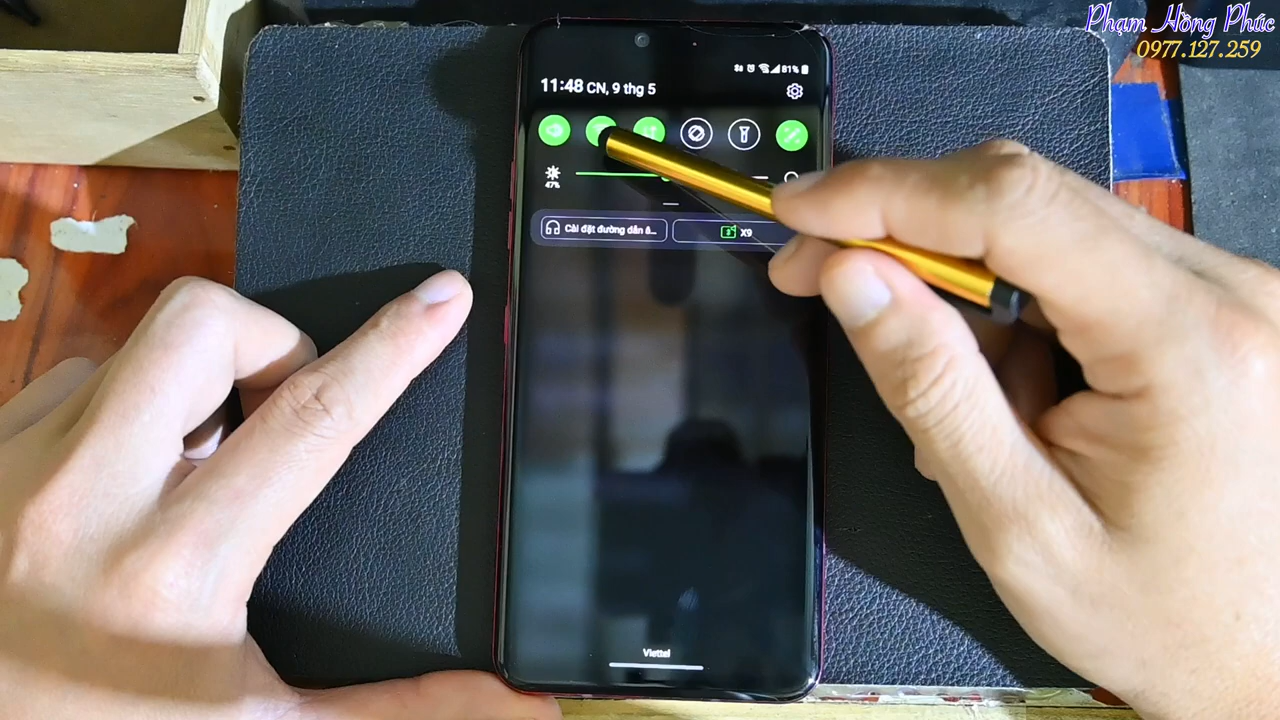 Phạm Hồng Phúc
0977.127.259
81%
11:48 CN, 9 thg 5
47%
Cài đặt đường dẫn â...
X9
Viettel